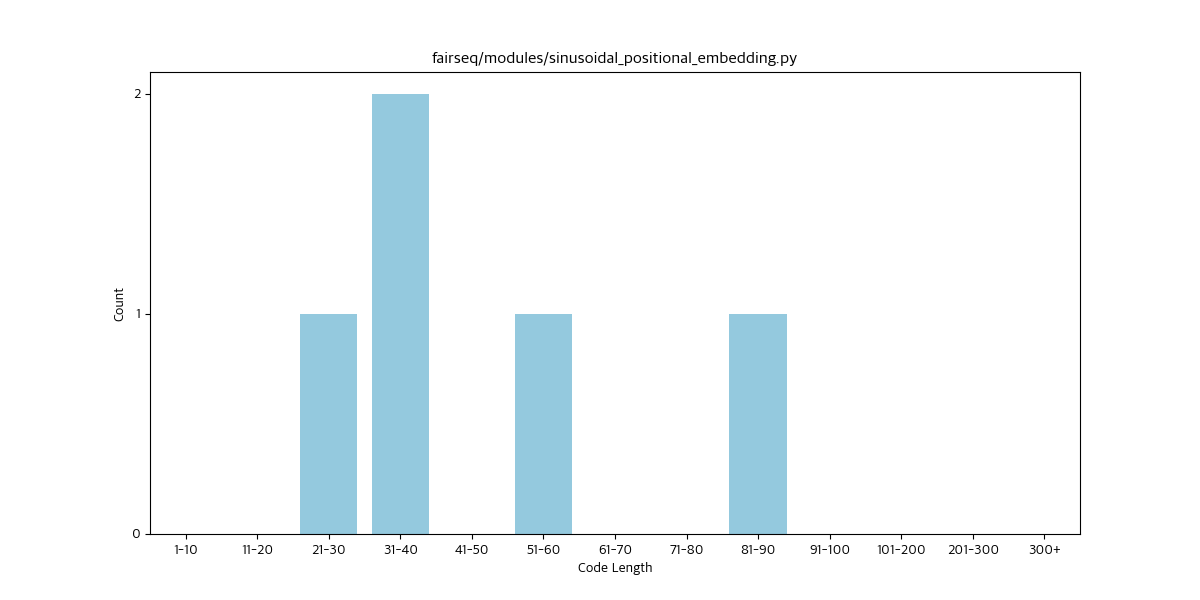 fairseq/modules/sinusoidal_positional_embedding.py
Count
2
1
0
1-10 11-20 21-30 31-40 41-50 51-60 61-70 71-80 81-90 91-100 101-200 201-300 300+
Code Length